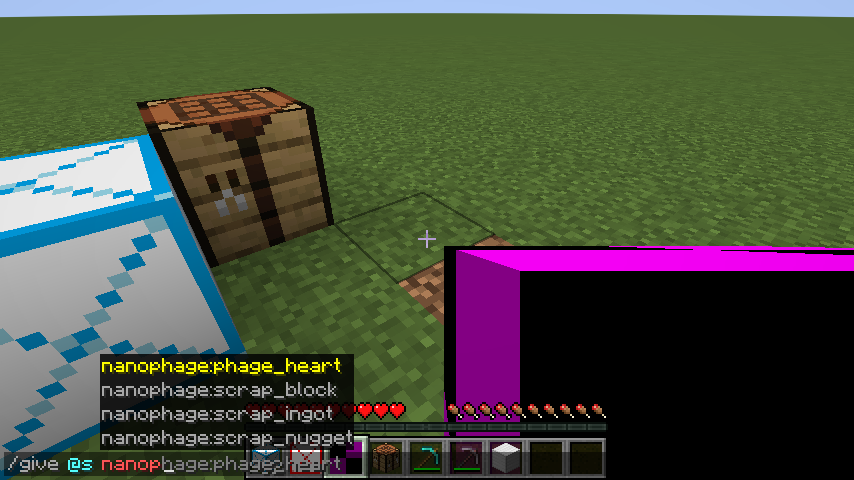 nanophage:phage_heart
nanophage:scrap_block
nanophage:scrap_ingot
nanophage:scrap_nugget
/give @s nanophage:phage_heart